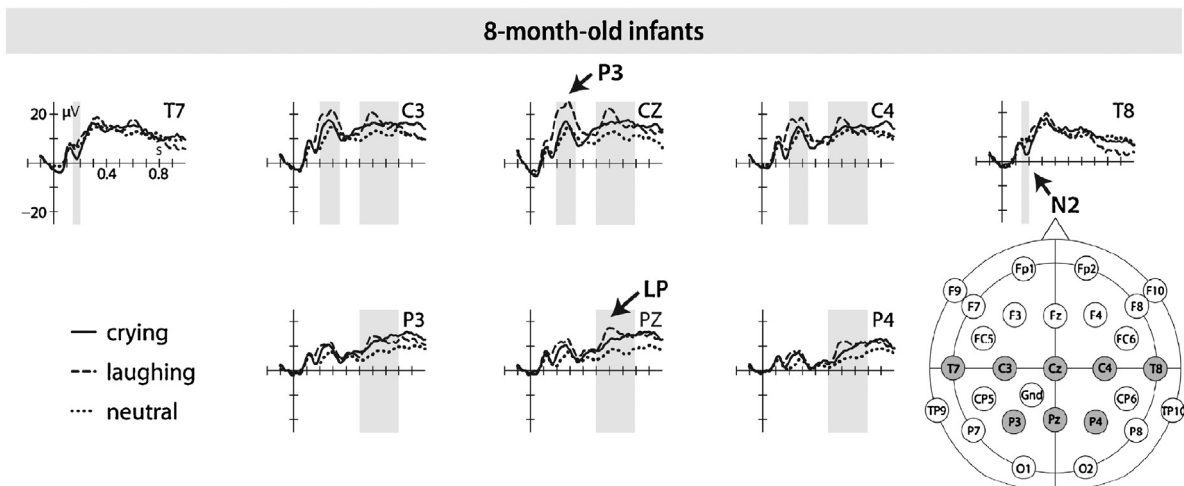 8-month-old infants
P3
20 μV T7
C3
CZ
C4
T8
s
0.4 0.8
−20
N2
LP
P3
PZ
P4
crying
laughing
neutral
Fp1 Fp2
F9 F10
F7 F8
F3 Fz F4
FC5 FC6
T7 C3 Cz C4 T8
CP5 Gnd CP6
TP9 TP10
P3 Pz P4
P7 P8
O1 O2